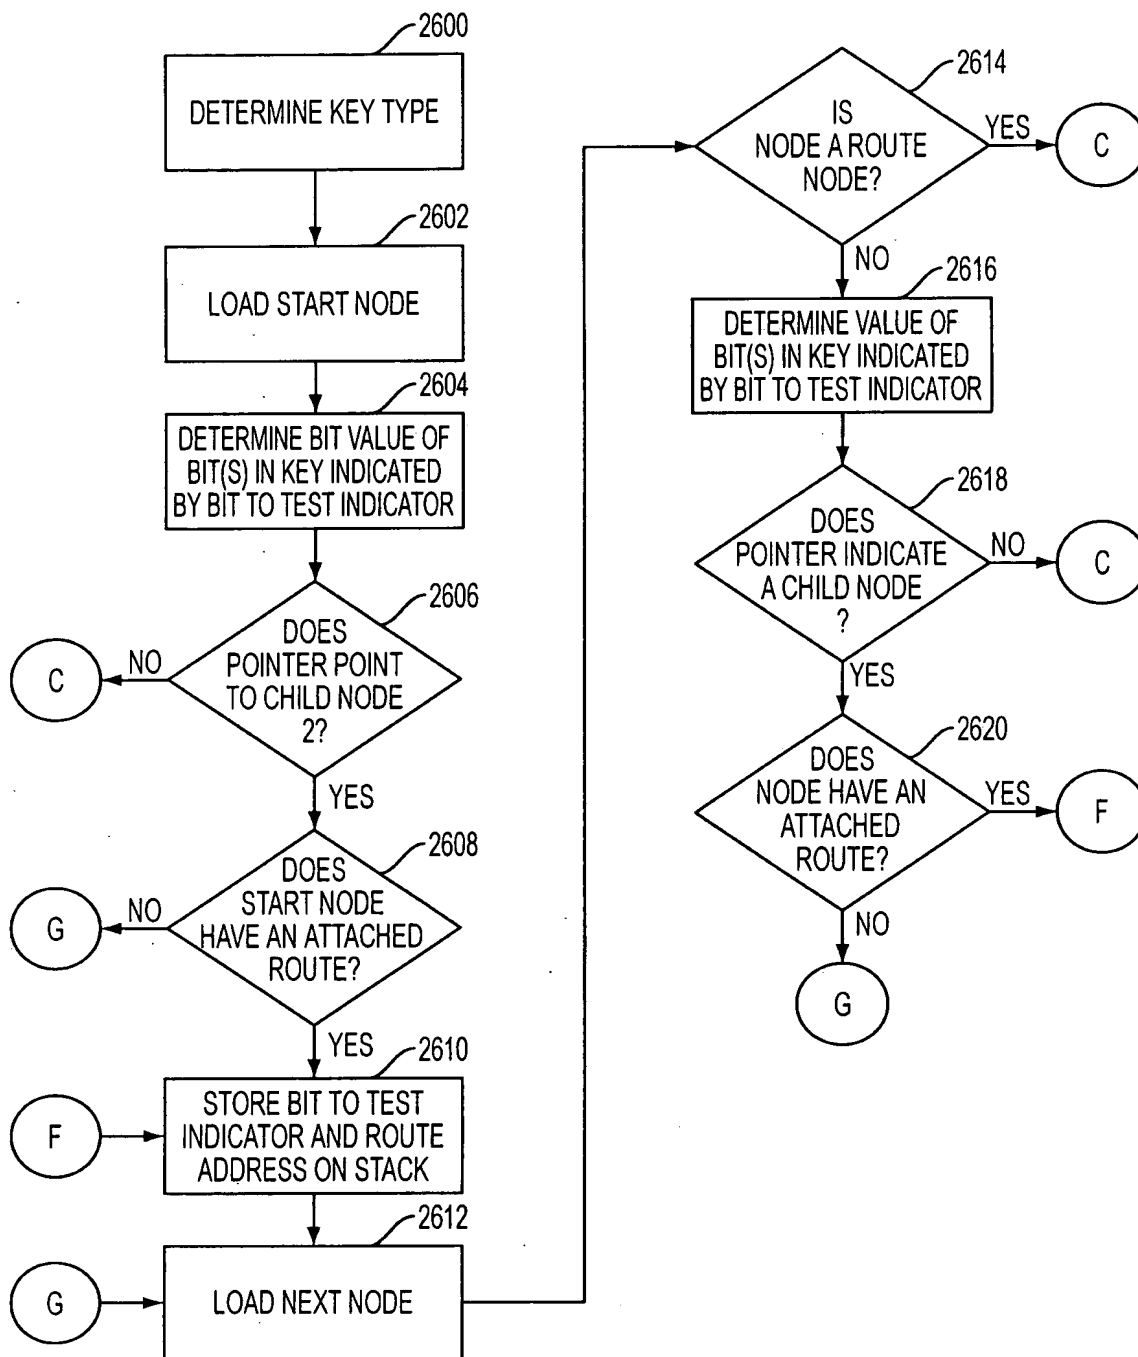 2600
DETERMINE KEY TYPE
2602
LOAD START NODE
2604
DETERMINE BIT VALUE OF
BIT(S) IN KEY INDICATED
BY BIT TO TEST INDICATOR
2606
DOES
POINTER POINT
TO CHILD NODE
2?
NO
C
YES
2608
DOES
START NODE
HAVE AN ATTACHED
ROUTE?
NO
G
YES
2610
F
STORE BIT TO TEST
INDICATOR AND ROUTE
ADDRESS ON STACK
2612
G
LOAD NEXT NODE
2614
IS
NODE A ROUTE
NODE?
YES
C
NO
2616
DETERMINE VALUE OF
BIT(S) IN KEY INDICATED
BY BIT TO TEST INDICATOR
2618
DOES
POINTER INDICATE
A CHILD NODE
?
NO
C
YES
2620
DOES
NODE HAVE AN
ATTACHED
ROUTE?
YES
F
NO
G